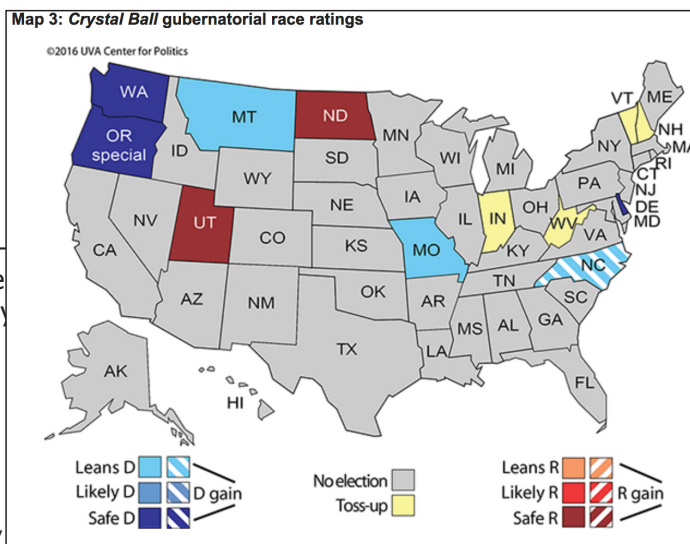 Map 3: Crystal Ball gubernatorial race ratings
©2016 UVA Center for Politics
WA
MT
ND
OR
special
ID
WY
SD
MN
WI
MI
NY
VT
ME
NH
MA
RI
CT
NJ
DE
MD
PA
NV
UT
CO
NE
KS
IA
MO
IL
IN
OH
WV
VA
KY
NC
TN
SC
CA
AZ
NM
OK
AR
TX
LA
MS
AL
GA
FL
AK
HI
Leans D
Likely D
Safe D
D gain
No election
Toss-up
Leans R
Likely R
Safe R
R gain